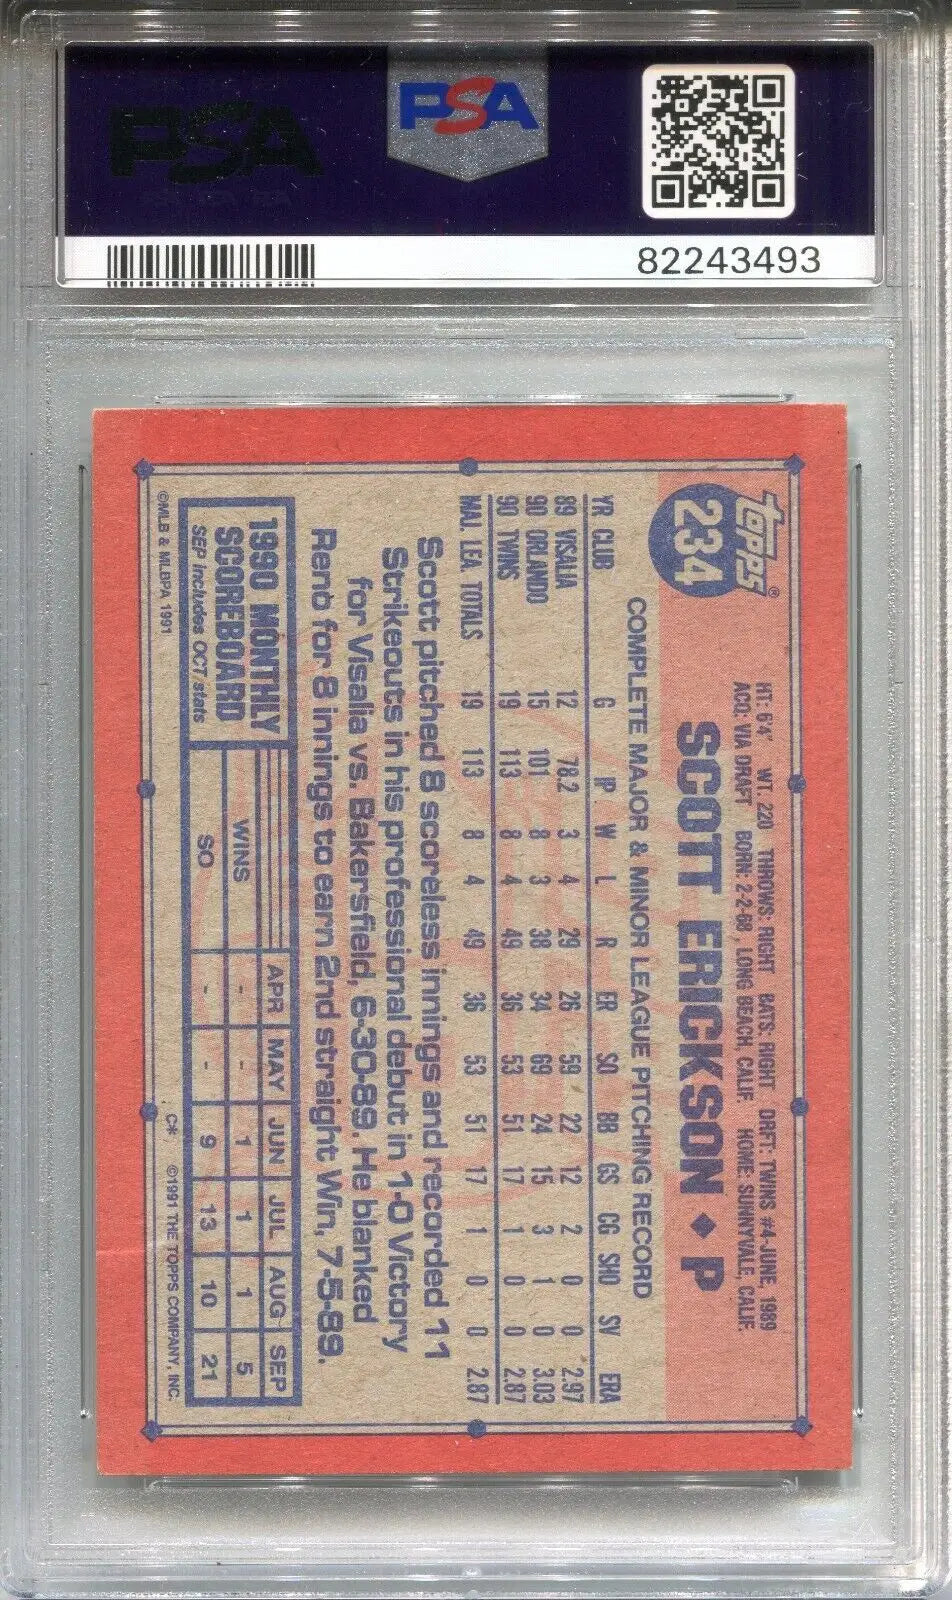 PSA
PSA
82243493
topps®
234
HT: 6'4" WT. 220 THROWS: RIGHT BATS: RIGHT DRFT: TWINS #4-JUNE, 1989
ACQ: VIA DRAFT BORN: 2-2-68, LONG BEACH, CALIF. HOME: SUNNYVALE, CALIF.
SCOTT ERICKSON ◆ P
COMPLETE MAJOR & MINOR LEAGUE PITCHING RECORD
YR CLUB G IP W L R ER SO BB GS CG SHO SV ERA
89 VISALIA 12 78.2 3 4 29 26 59 22 12 2 0 0 2.97
90 ORLANDO 15 101 8 3 38 34 69 24 15 3 1 0 3.03
90 TWINS 19 113 8 4 49 36 53 51 17 1 0 0 2.87
MAJ. LEA. TOTALS 19 113 8 4 49 36 53 51 17 1 0 0 2.87
Scott pitched 8 scoreless innings and recorded 11
Strikeouts in his professional debut in 1-0 Victory
for Visalia vs. Bakersfield, 6-30-89. He blanked
Reno for 8 innings to earn 2nd straight Win, 7-5-89.
1990 MONTHLY
SCOREBOARD
SEP includes OCT stats
APR MAY JUN JUL AUG SEP
WINS - - 1 1 1 5
SO - - 9 13 10 21
©MLB & MLBPA 1991
C* ©1991 THE TOPPS COMPANY, INC.